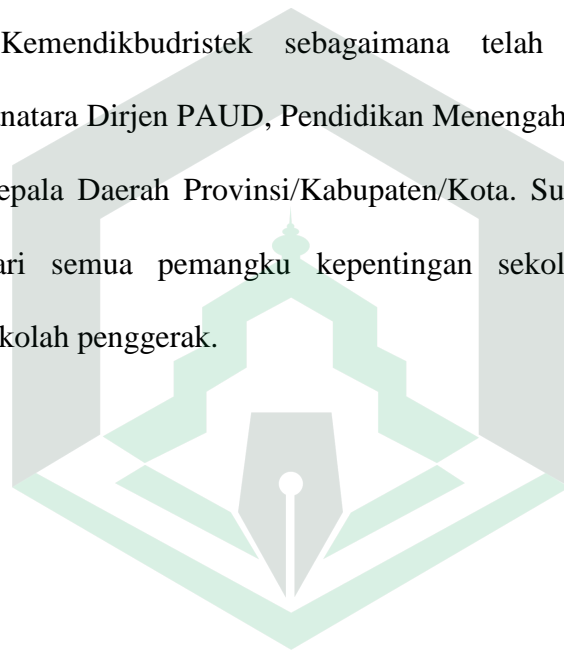 Kemendikbudristek sebagaimana telah
natara Dirjen PAUD, Pendidikan Menengah
epala Daerah Provinsi/Kabupaten/Kota. Su
ari semua pemangku kepentingan sekol
kolah penggerak.